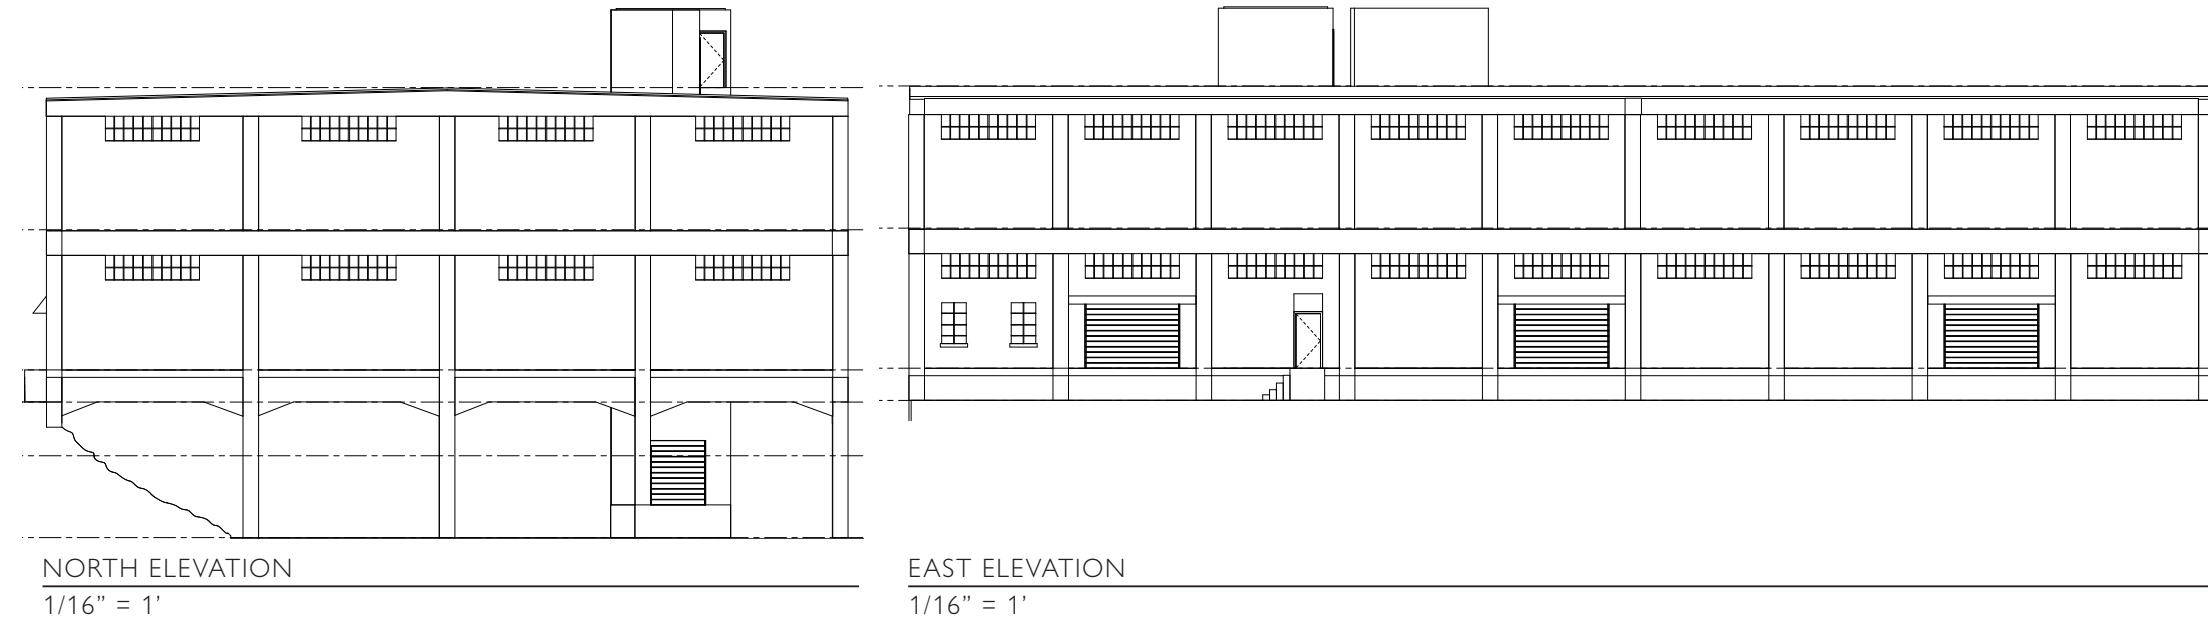 NORTH ELEVATION
1/16” = 1’
EAST ELEVATION
1/16” = 1’